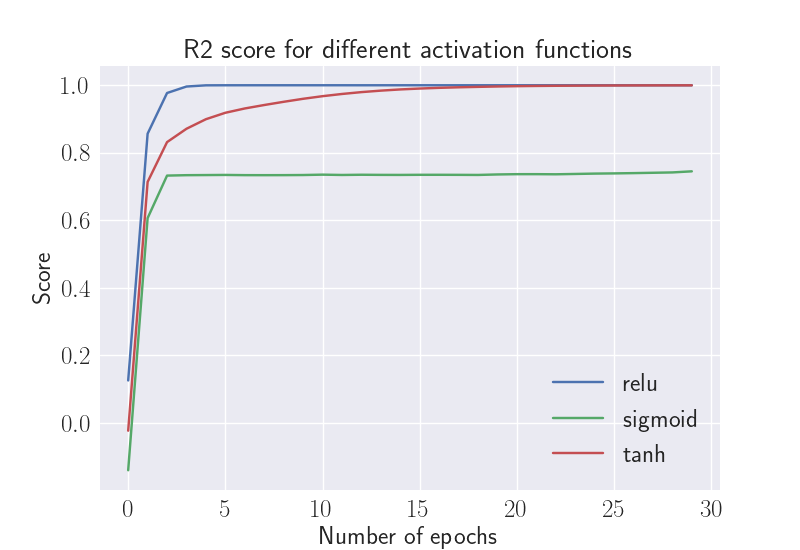 R2 score for different activation functions
1.0
0.8
0.6
0.4
0.2
0.0
Score
relu
sigmoid
tanh
0 5 10 15 20 25 30
Number of epochs